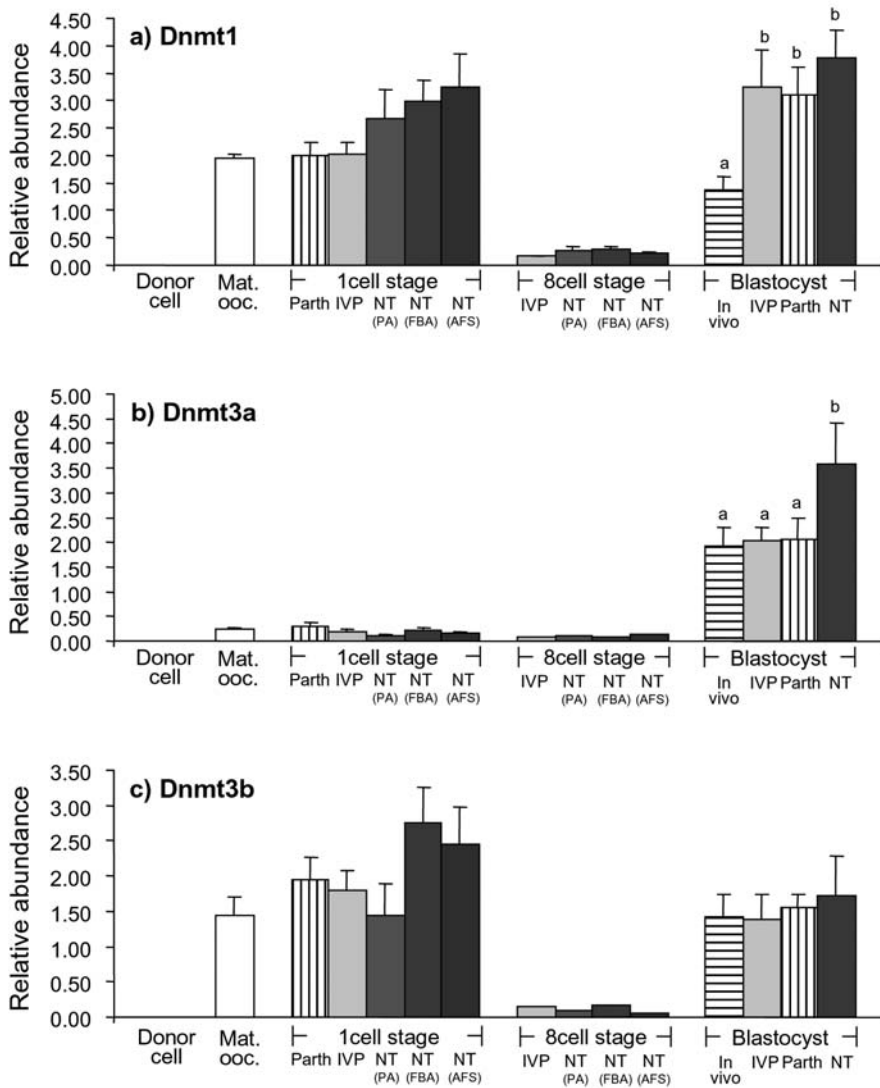 a) Dnmt1
Relative abundance
4.50
4.00
3.50
3.00
2.50
2.00
1.50
1.00
0.50
0.00
a
b
b
b
Donor
cell
Mat.
ooc.
1cell stage
Parth IVP NT NT NT
(PA) (FBA) (AFS)
8cell stage
IVP NT NT NT
(PA) (FBA) (AFS)
Blastocyst
In
vivo
IVP Parth NT
b) Dnmt3a
Relative abundance
5.00
4.50
4.00
3.50
3.00
2.50
2.00
1.50
1.00
0.50
0.00
a
a
a
b
Donor
cell
Mat.
ooc.
1cell stage
Parth IVP NT NT NT
(PA) (FBA) (AFS)
8cell stage
IVP NT NT NT
(PA) (FBA) (AFS)
Blastocyst
In
vivo
IVP Parth NT
c) Dnmt3b
Relative abundance
3.50
3.00
2.50
2.00
1.50
1.00
0.50
0.00
Donor
cell
Mat.
ooc.
1cell stage
Parth IVP NT NT NT
(PA) (FBA) (AFS)
8cell stage
IVP NT NT NT
(PA) (FBA) (AFS)
Blastocyst
In
vivo
IVP Parth NT